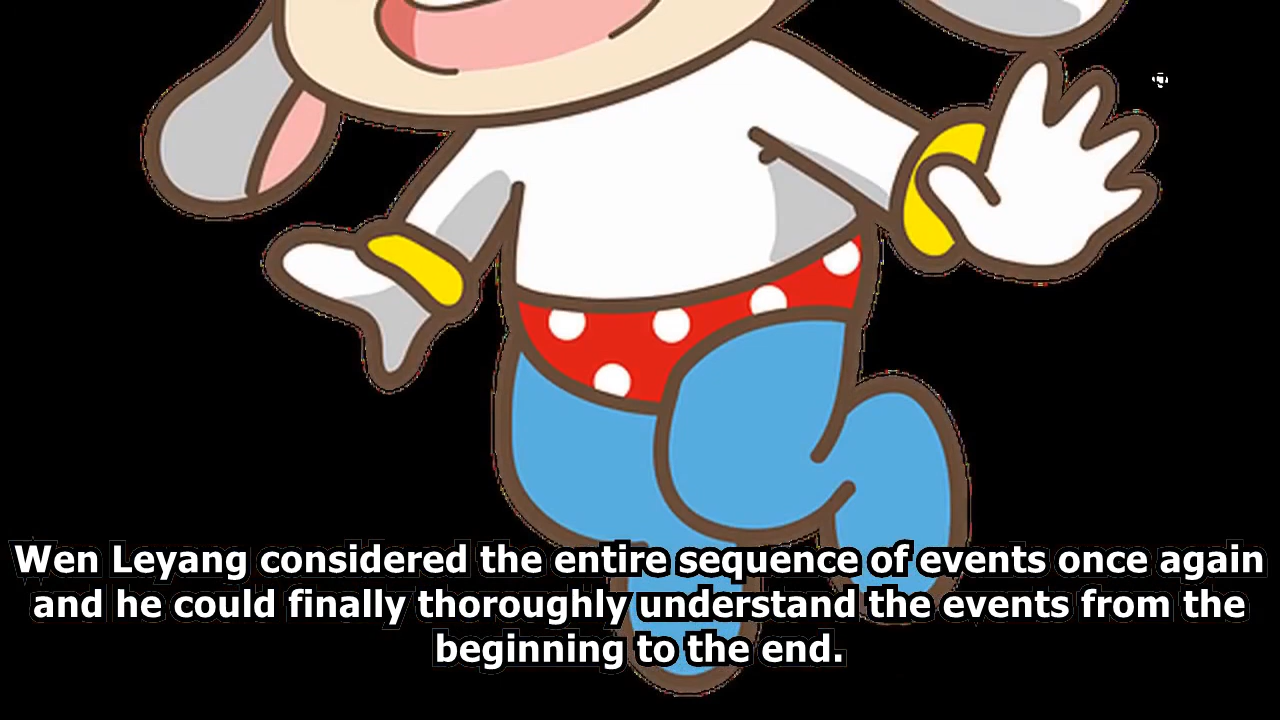 Wen Leyang considered the entire sequence of events once again
and he could finally thoroughly understand the events from the
beginning to the end.